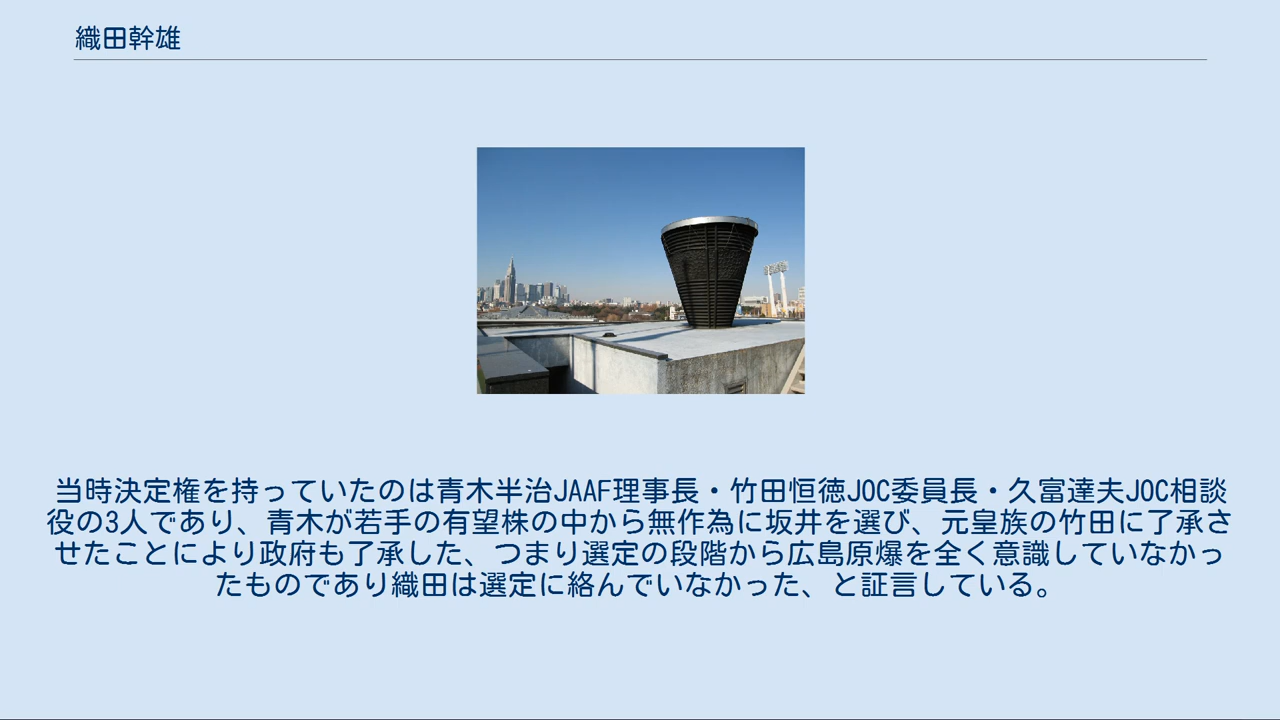 織田幹雄
当時決定権を持っていたのは青木半治JAAF理事長・竹田恒徳JOC委員長・久富達夫JOC相談
役の3人であり、青木が若手の有望株の中から無作為に坂井を選び、元皇族の竹田に了承さ
せたことにより政府も了承した、つまり選定の段階から広島原爆を全く意識していなかっ
たものであり織田は選定に絡んでいなかった、と証言している。